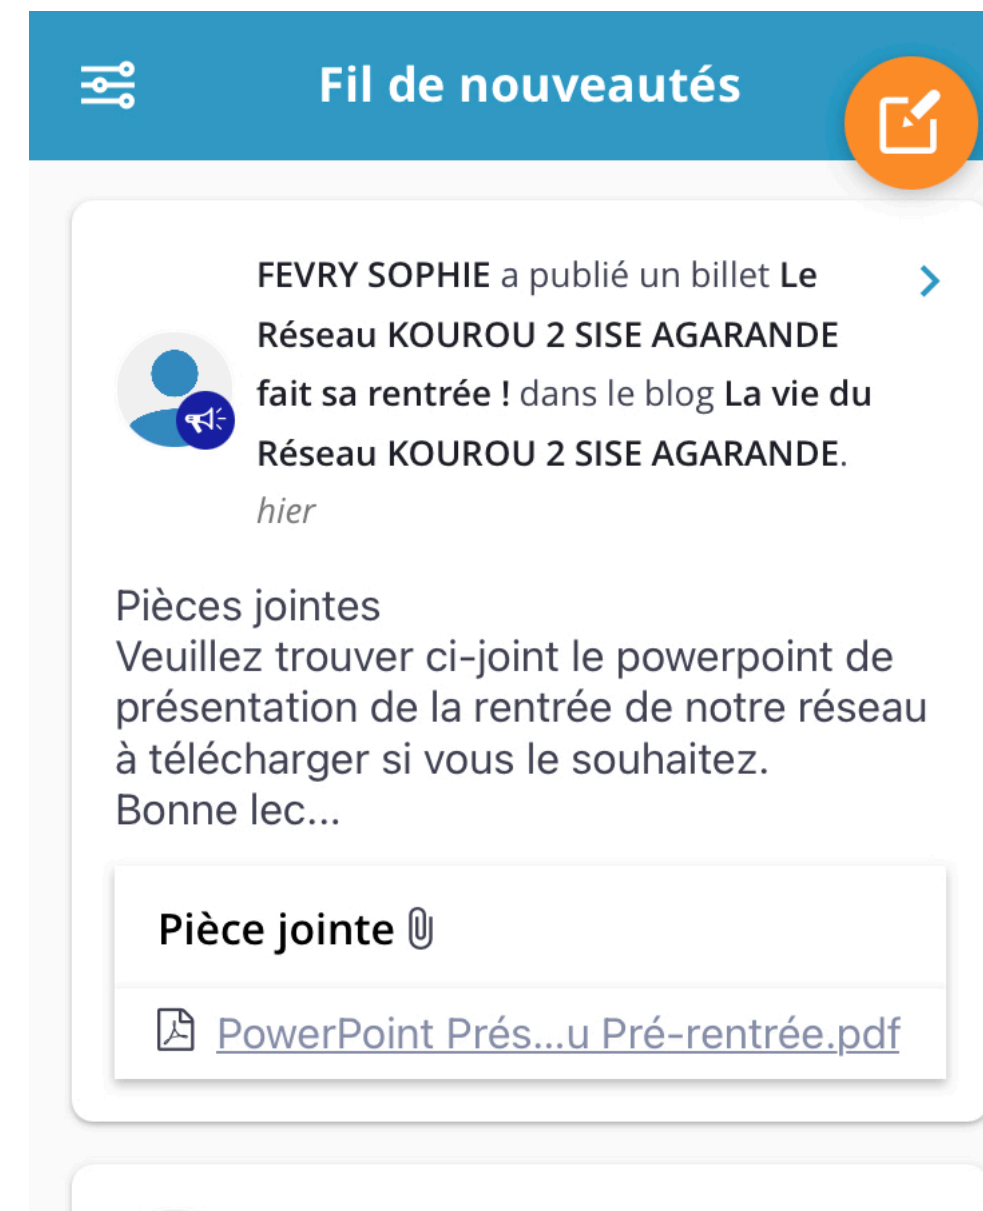 Fil de nouveautés
FEVRY SOPHIE a publié un billet Le
Réseau KOUROU 2 SISE AGARANDE
fait sa rentrée ! dans le blog La vie du
Réseau KOUROU 2 SISE AGARANDE.
hier
Pièces jointes
Veuillez trouver ci-joint le powerpoint de
présentation de la rentrée de notre réseau
à télécharger si vous le souhaitez.
Bonne lec...
Pièce jointe
PowerPoint Prés...u Pré-rentrée.pdf